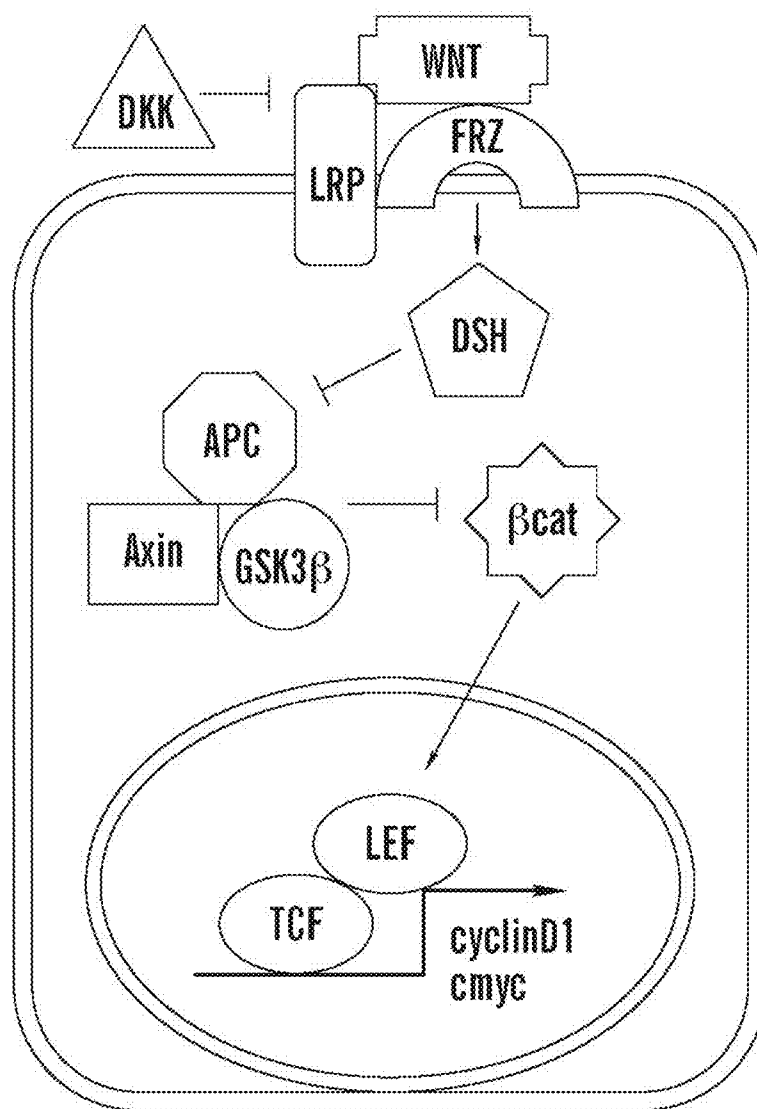 WNT
DKK
FRZ
LRP
DSH
APC
βcat
Axin
GSK3β
LEF
TCF
cyclinD1
cmyc